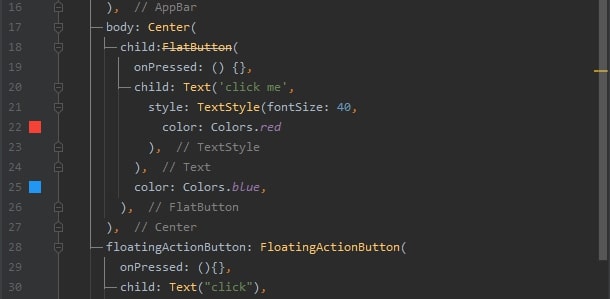 16 ), // AppBar
17 body: Center(
18 child:FlatButton(
19 onPressed: () {},
20 child: Text('click me',
21 style: TextStyle(fontSize: 40,
22 color: Colors.red
23 ), // TextStyle
24 ), // Text
25 color: Colors.blue,
26 ), // FlatButton
27 ), // Center
28 floatingActionButton: FloatingActionButton(
29 onPressed: (){},
30 child: Text("click"),